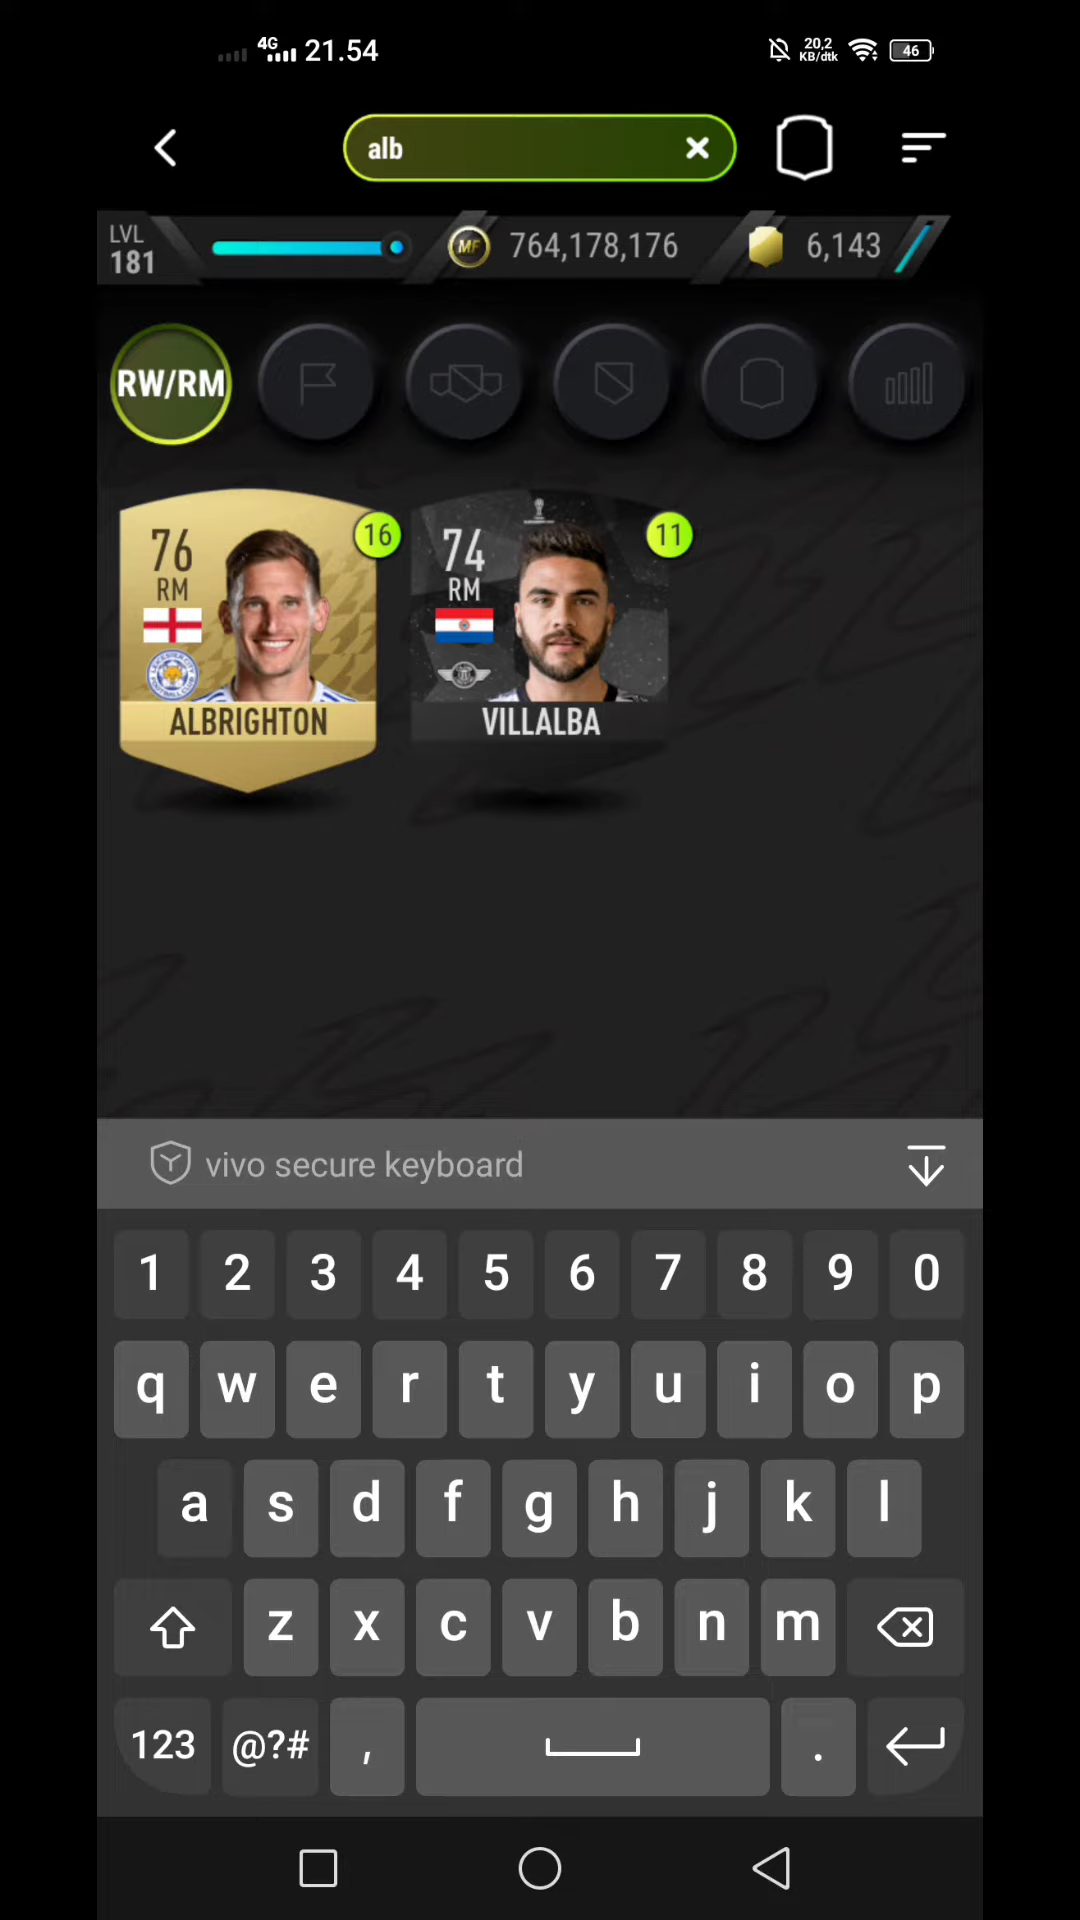 4G 21.54 20,2 KB/dtk 46
alb
LVL 181 MF 764,178,176 6,143
RW/RM
76 16 74 11
RM RM
ALBRIGHTON VILLALBA
vivo secure keyboard
1 2 3 4 5 6 7 8 9 0
q w e r t y u i o p
a s d f g h j k l
z x c v b n m
123 @?# , .